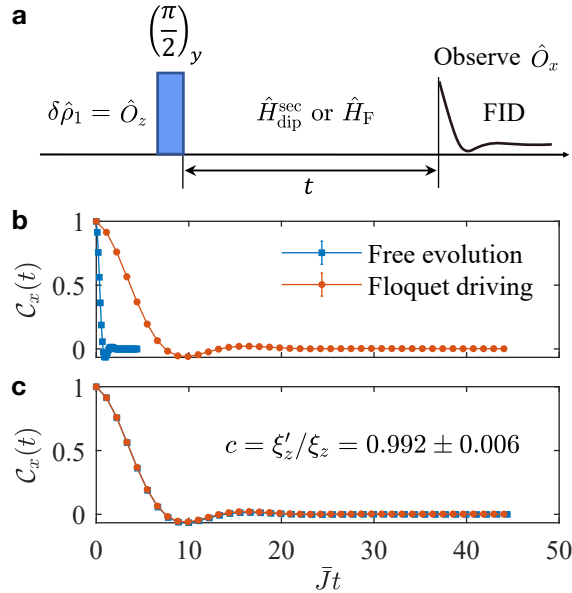 a
(π/2)_y
Observe Ô_x
δρ̂₁ = Ô_z
Ĥ_dip^sec or Ĥ_F
FID
t
b
1
0.5
0
C_x(t)
Free evolution
Floquet driving
c
1
0.5
0
C_x(t)
c = ξ′_z/ξ_z = 0.992 ± 0.006
0 10 20 30 40 50
J̄t